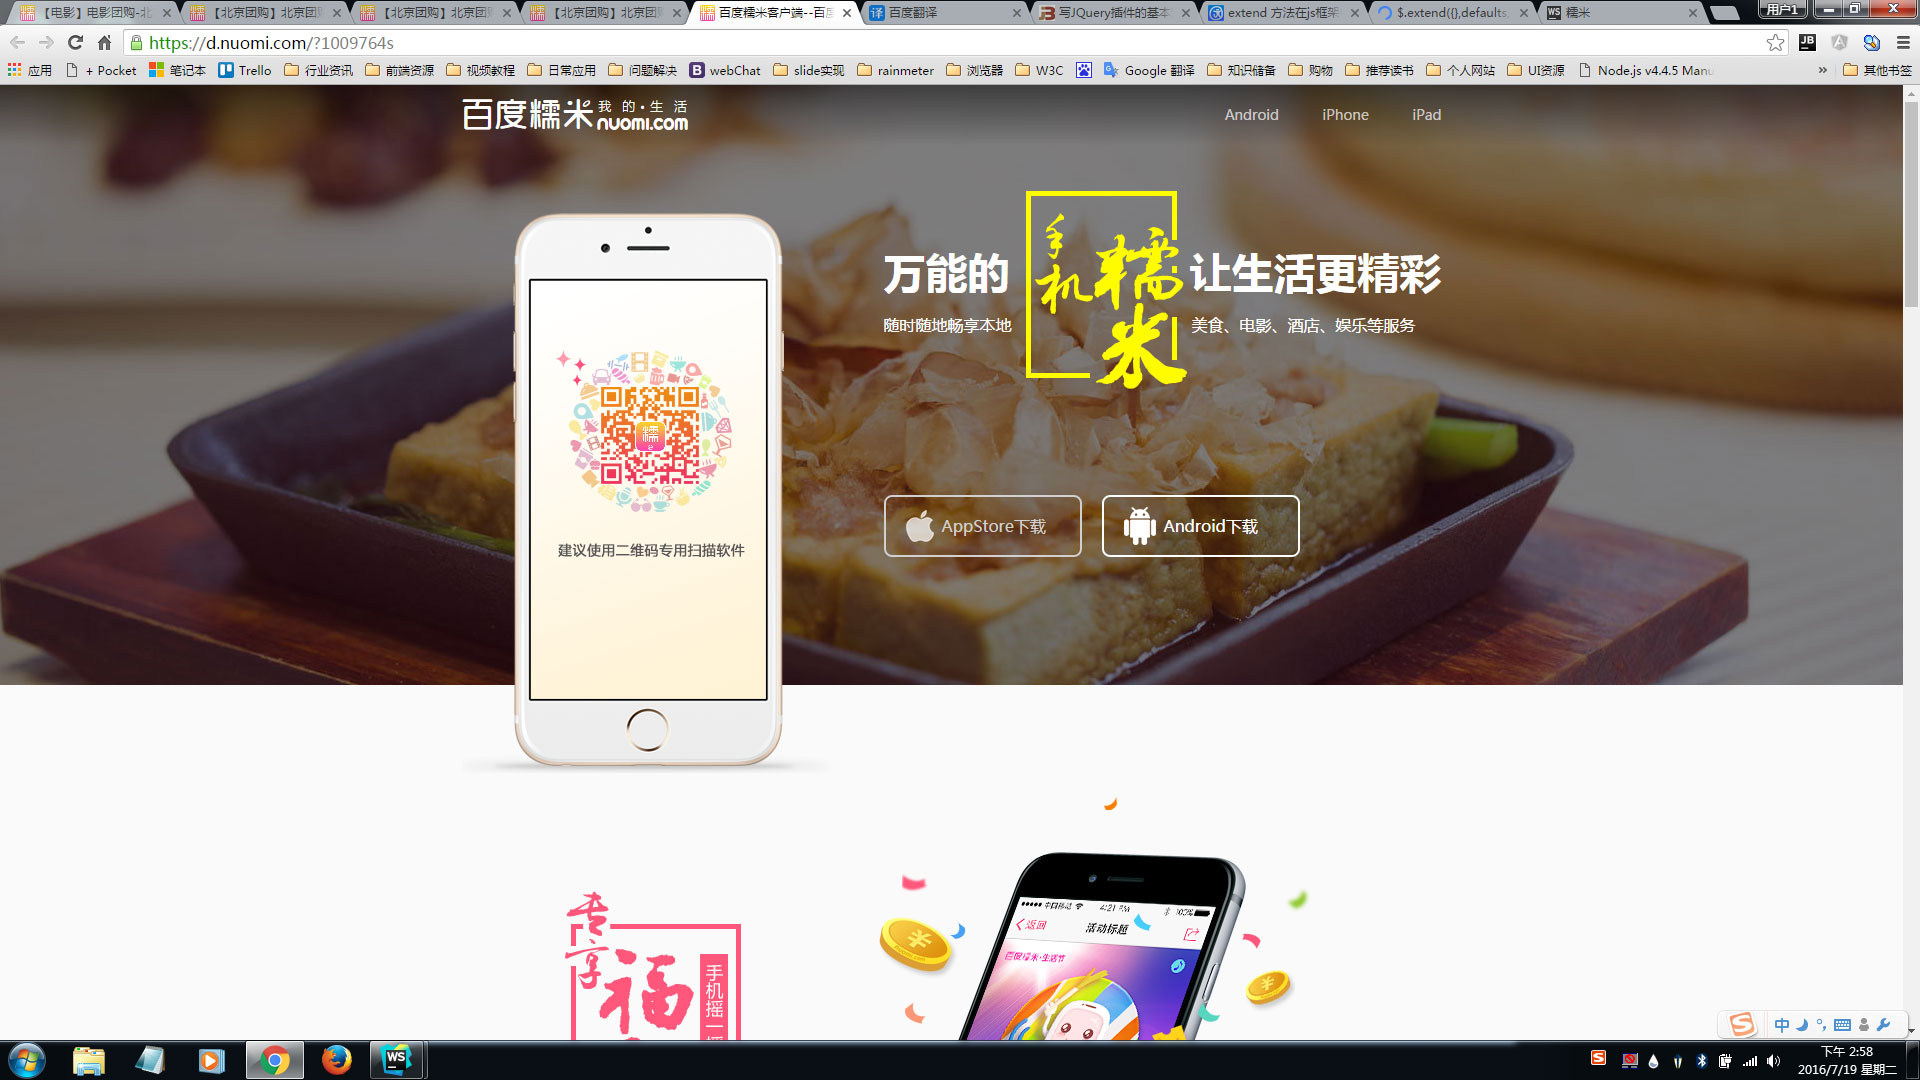 【电影】电影团购-北
【北京团购】北京团
【北京团购】北京团
【北京团购】北京团
百度糯米客户端--百度
百度翻译
写JQuery插件的基本
extend 方法在js框架
$.extend({},defaults
糯米
用户1
https://d.nuomi.com/?1009764s
应用
+ Pocket
笔记本
Trello
行业资讯
前端资源
视频教程
日常应用
问题解决
webChat
slide实现
rainmeter
浏览器
W3C
Google 翻译
知识储备
购物
推荐读书
个人网站
UI资源
Node.js v4.4.5 Manu
»
其他书签
百度糯米 我的·生活
nuomi.com
Android
iPhone
iPad
万能的
手机糯米
让生活更精彩
随时随地畅享本地
美食、电影、酒店、娱乐等服务
AppStore下载
Android下载
建议使用二维码专用扫描软件
中国移动
4:21 PM
100%
返回
活动标题
百度糯米·生活节
专享福
手机摇一摇
中
下午 2:58
2016/7/19 星期二